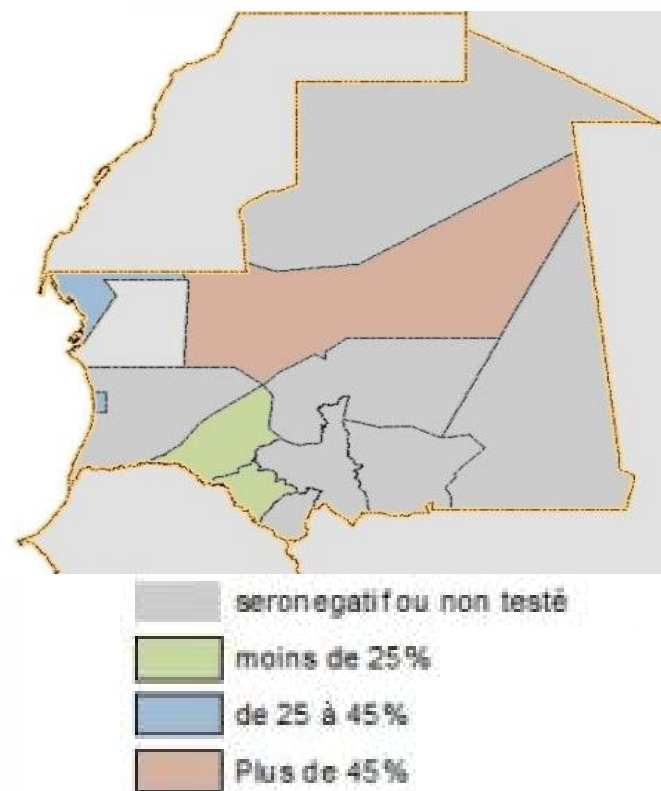 seronegatif ou non testé
moins de 25%
de 25 à 45%
Plus de 45%